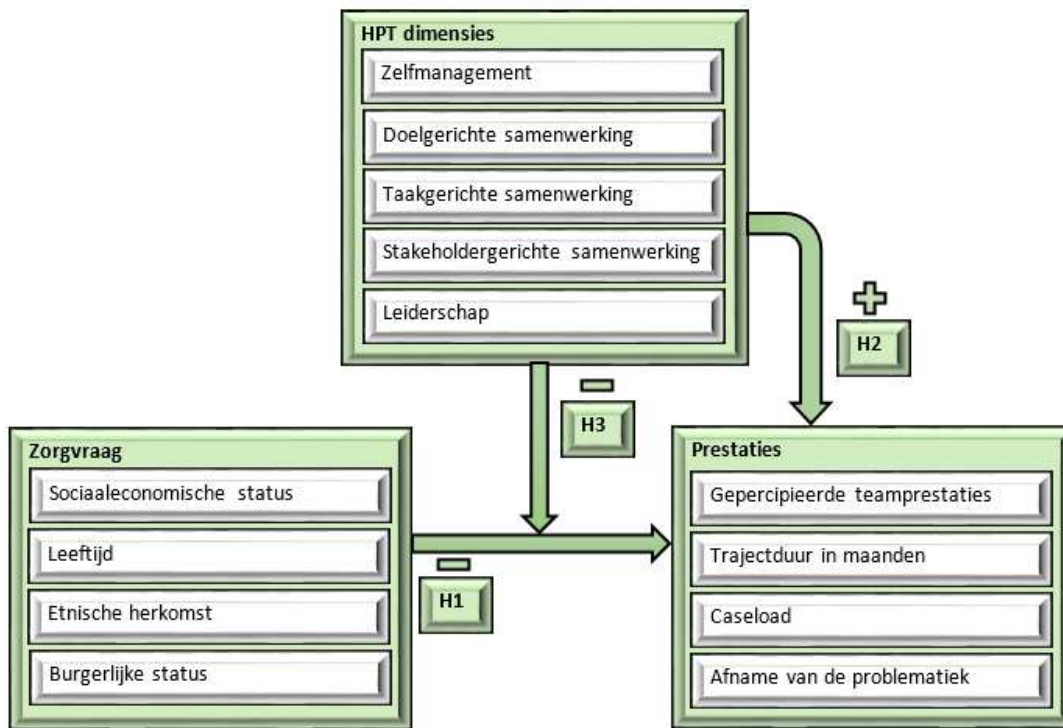 HPT dimensies
Zelfmanagement
Doelgerichte samenwerking
Taakgerichte samenwerking
Stakeholdergerichte samenwerking
Leiderschap
H2
H3
Zorgvraag
Sociaaleconomische status
Leeftijd
Etnische herkomst
Burgerlijke status
H1
Prestaties
Gepercipieerde teamprestaties
Trajectduur in maanden
Caseload
Afname van de problematiek